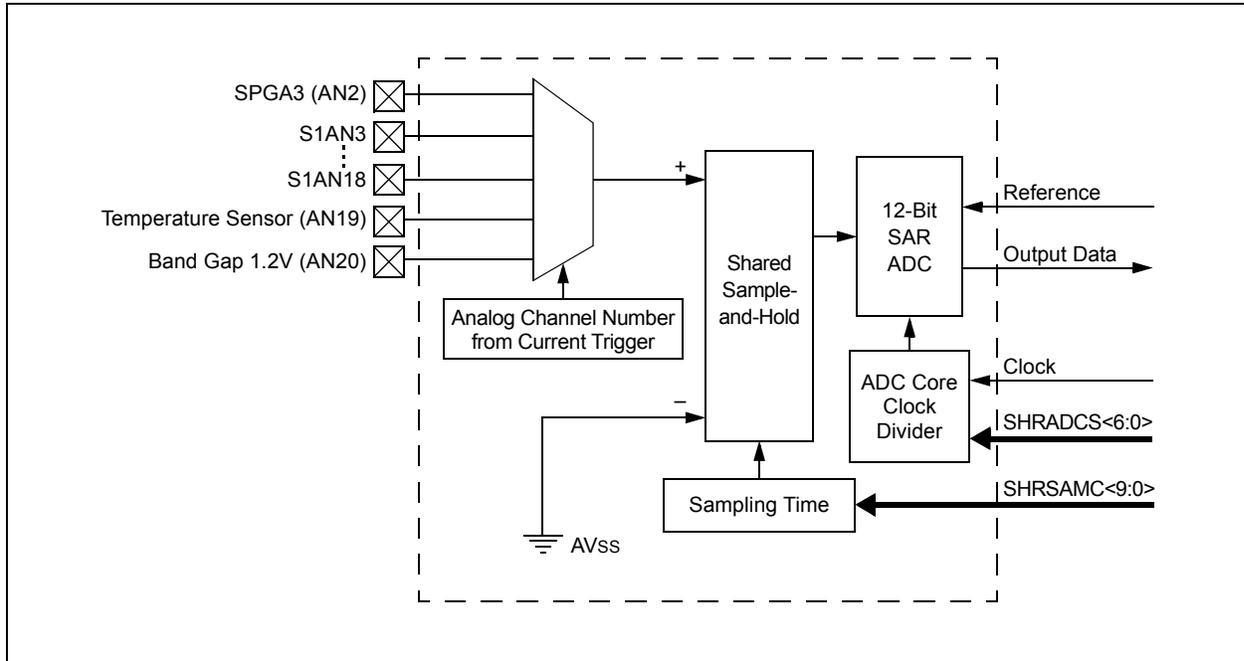 SPGA3 (AN2)
S1AN3
S1AN18
Temperature Sensor (AN19)
Band Gap 1.2V (AN20)
Analog Channel Number
from Current Trigger
+
–
AVSS
Shared
Sample-
and-Hold
Sampling Time
12-Bit
SAR
ADC
ADC Core
Clock
Divider
Reference
Output Data
Clock
SHRADCS<6:0>
SHRSAMC<9:0>